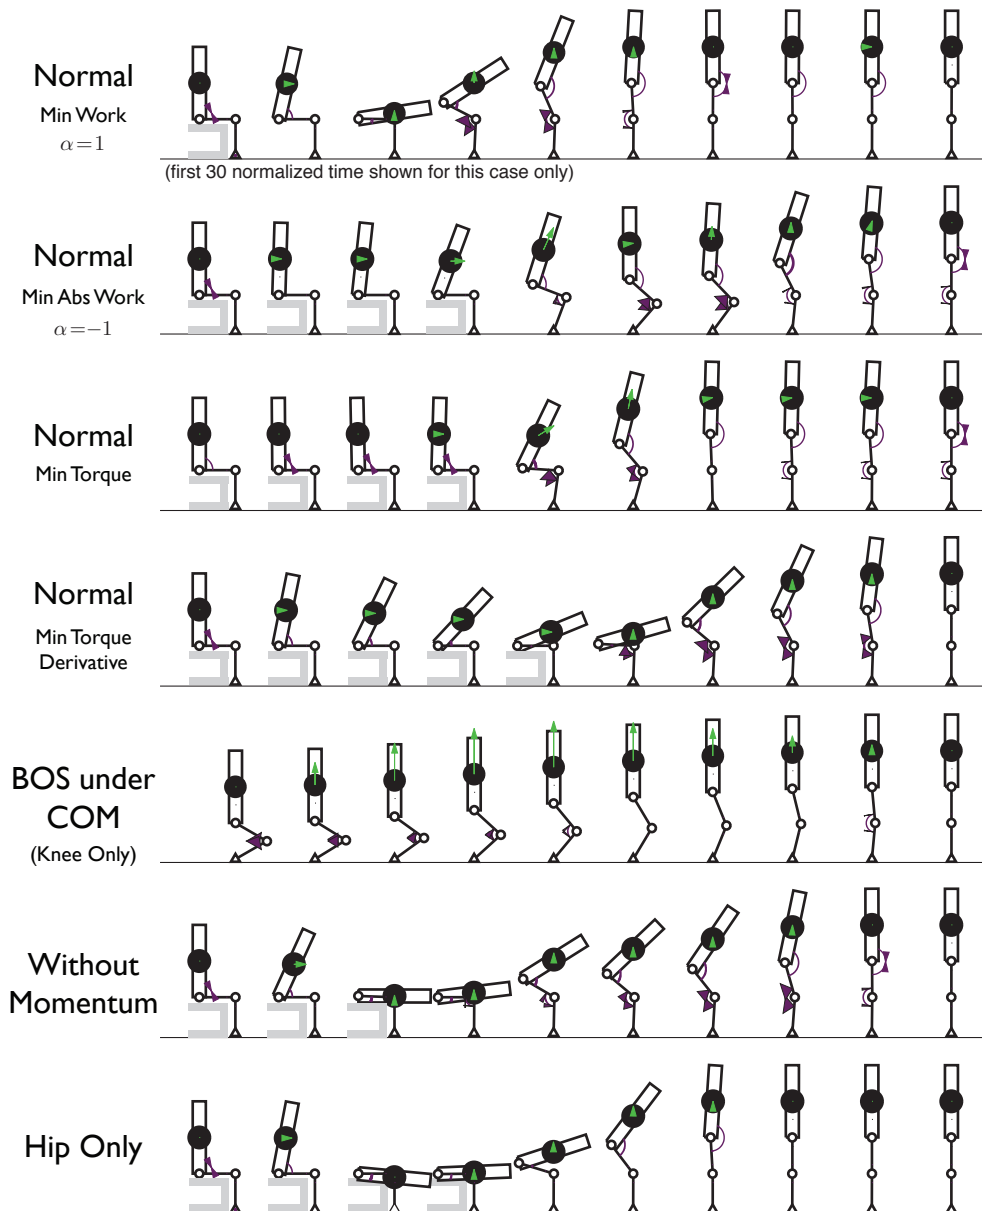 Normal
Min Work
α=1
(first 30 normalized time shown for this case only)
Normal
Min Abs Work
α=−1
Normal
Min Torque
Normal
Min Torque
Derivative
BOS under
COM
(Knee Only)
Without
Momentum
Hip Only